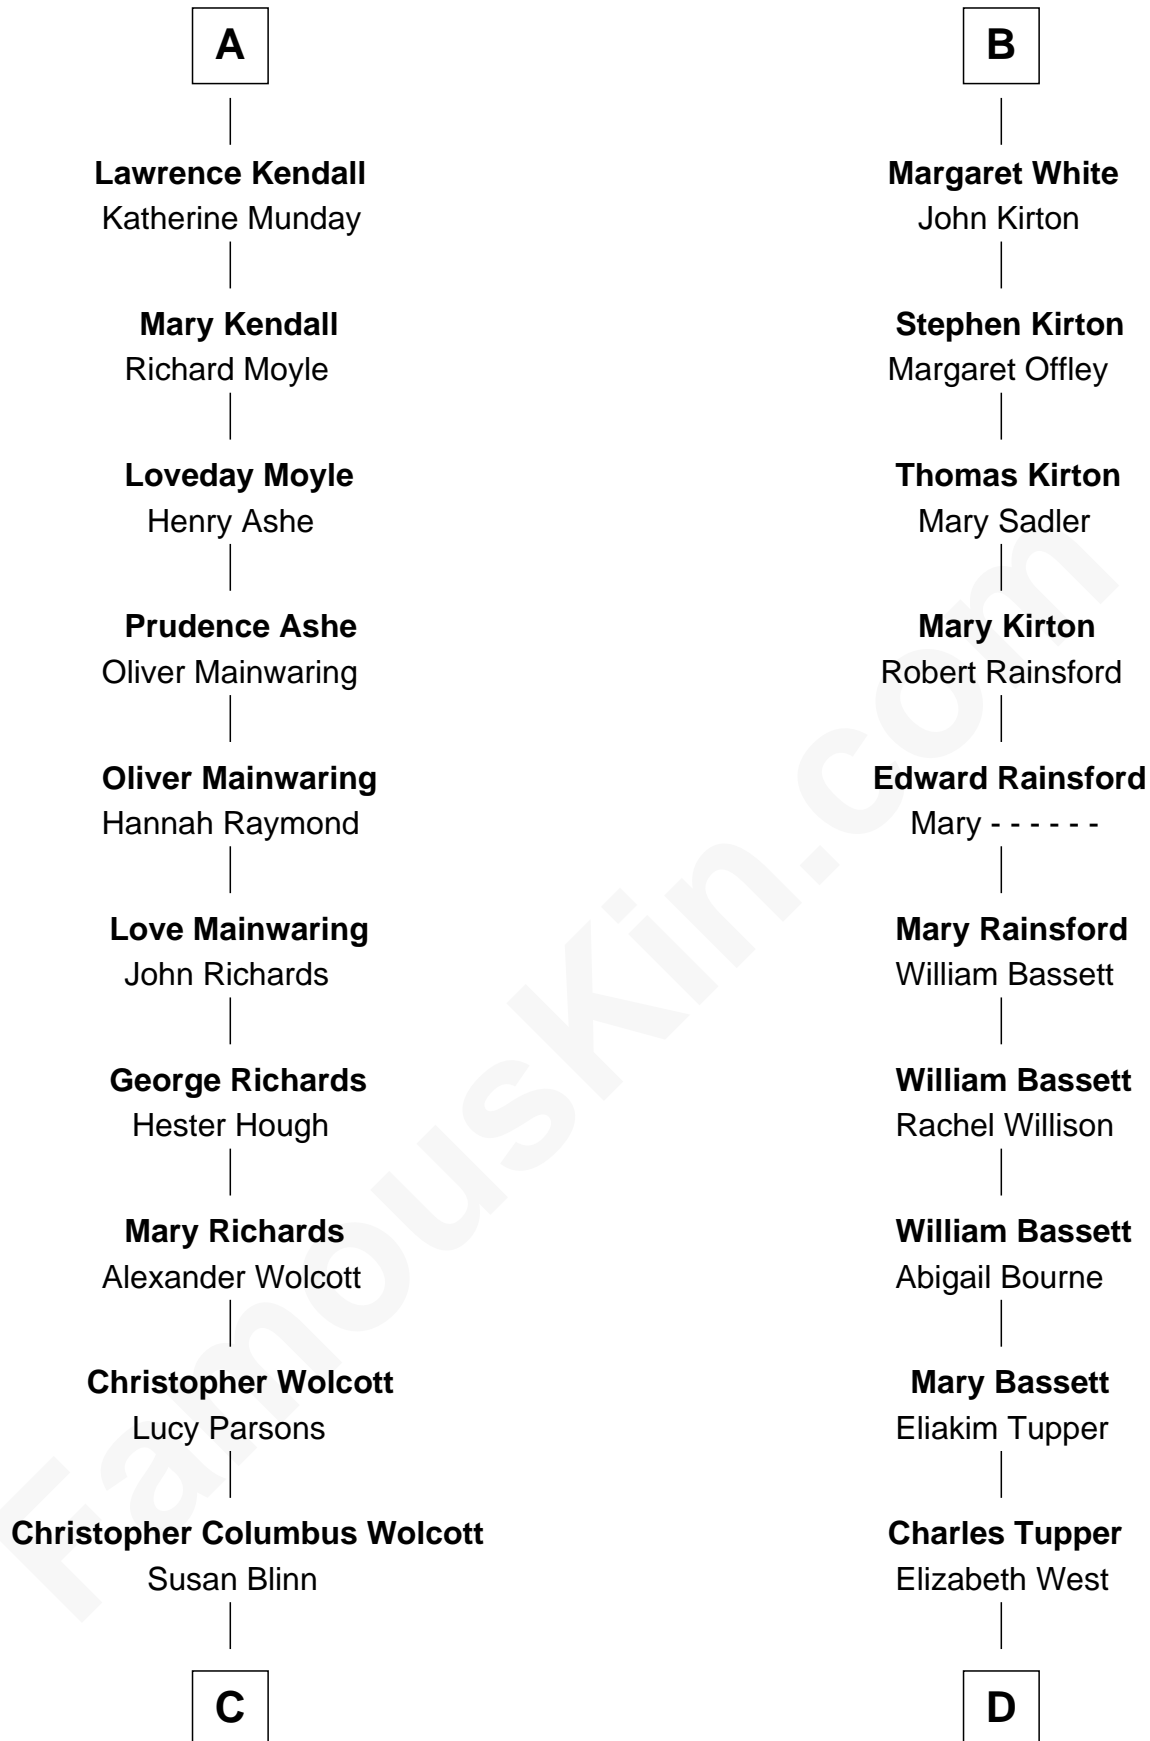 A
Lawrence Kendall
Katherine Munday
Mary Kendall
Richard Moyle
Loveday Moyle
Henry Ashe
Prudence Ashe
Oliver Mainwaring
Oliver Mainwaring
Hannah Raymond
Love Mainwaring
John Richards
George Richards
Hester Hough
Mary Richards
Alexander Wolcott
Christopher Wolcott
Lucy Parsons
Christopher Columbus Wolcott
Susan Blinn
C
B
Margaret White
John Kirton
Stephen Kirton
Margaret Offley
Thomas Kirton
Mary Sadler
Mary Kirton
Robert Rainsford
Edward Rainsford
Mary - - - - - -
Mary Rainsford
William Bassett
William Bassett
Rachel Willison
William Bassett
Abigail Bourne
Mary Bassett
Eliakim Tupper
Charles Tupper
Elizabeth West
D
FamousKin.com